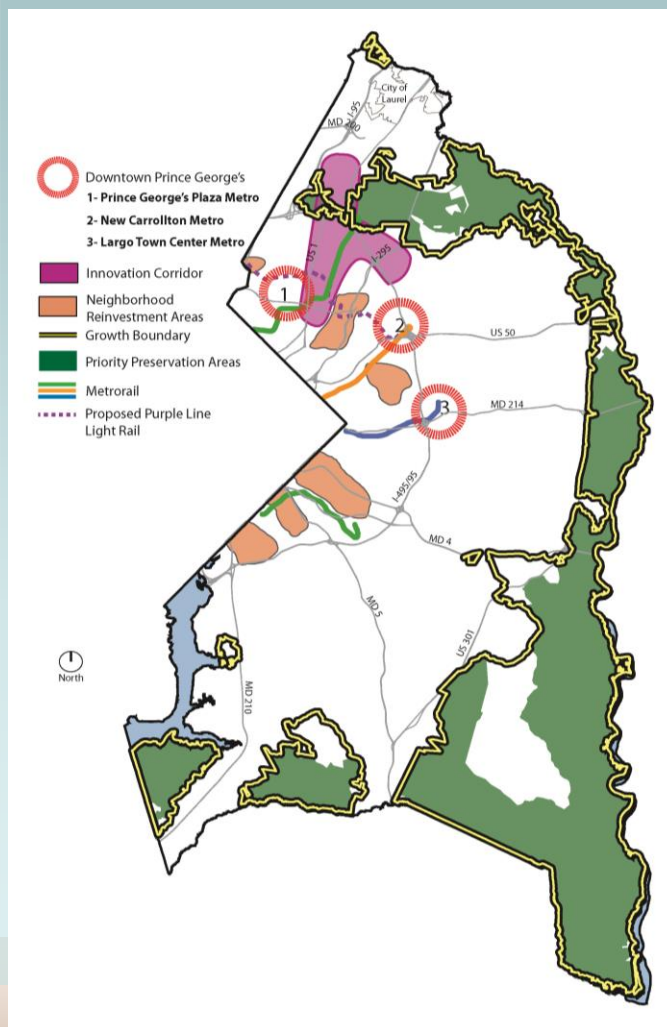 City of
Laurel
I-95
MD 200
Downtown Prince George's
1- Prince George's Plaza Metro
2- New Carrollton Metro
3- Largo Town Center Metro
Innovation Corridor
Neighborhood
Reinvestment Areas
Growth Boundary
Priority Preservation Areas
Metrorail
Proposed Purple Line
Light Rail
US 1
I-295
1
2
US 50
3
MD 214
I-495/95
MD 4
MD 5
US 301
MD 210
North